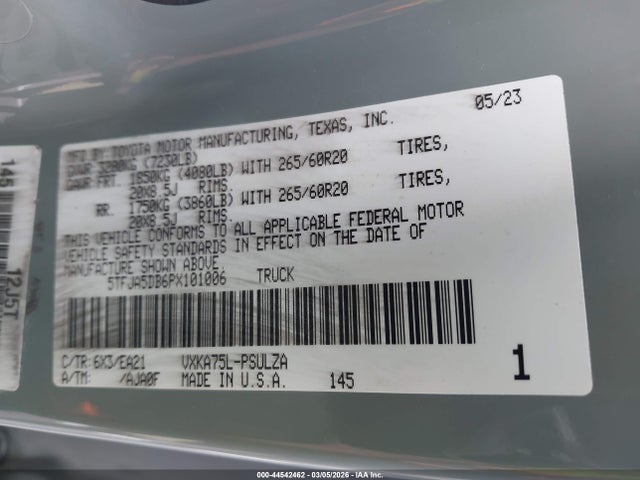 05/23
MFD BY TOYOTA MOTOR MANUFACTURING, TEXAS, INC.
GVWR 3280KG (7230LB)
GAWR FRT. 1850KG (4080LB) WITH 265/60R20 TIRES,
20X8.5J RIMS.
RR. 1750KG (3860LB) WITH 265/60R20 TIRES,
20X8.5J RIMS.
THIS VEHICLE CONFORMS TO ALL APPLICABLE FEDERAL MOTOR
VEHICLE SAFETY STANDARDS IN EFFECT ON THE DATE OF
MANUFACTURE SHOWN ABOVE.
5TFJA5DB6PX101006 TRUCK
C/TR: 6X3/EA21 VXKA75L-PSULZA
A/TM: /AJA0F MADE IN U.S.A. 145
1
145
12J5T
000-44542462 - 03/05/2026 - IAA Inc.